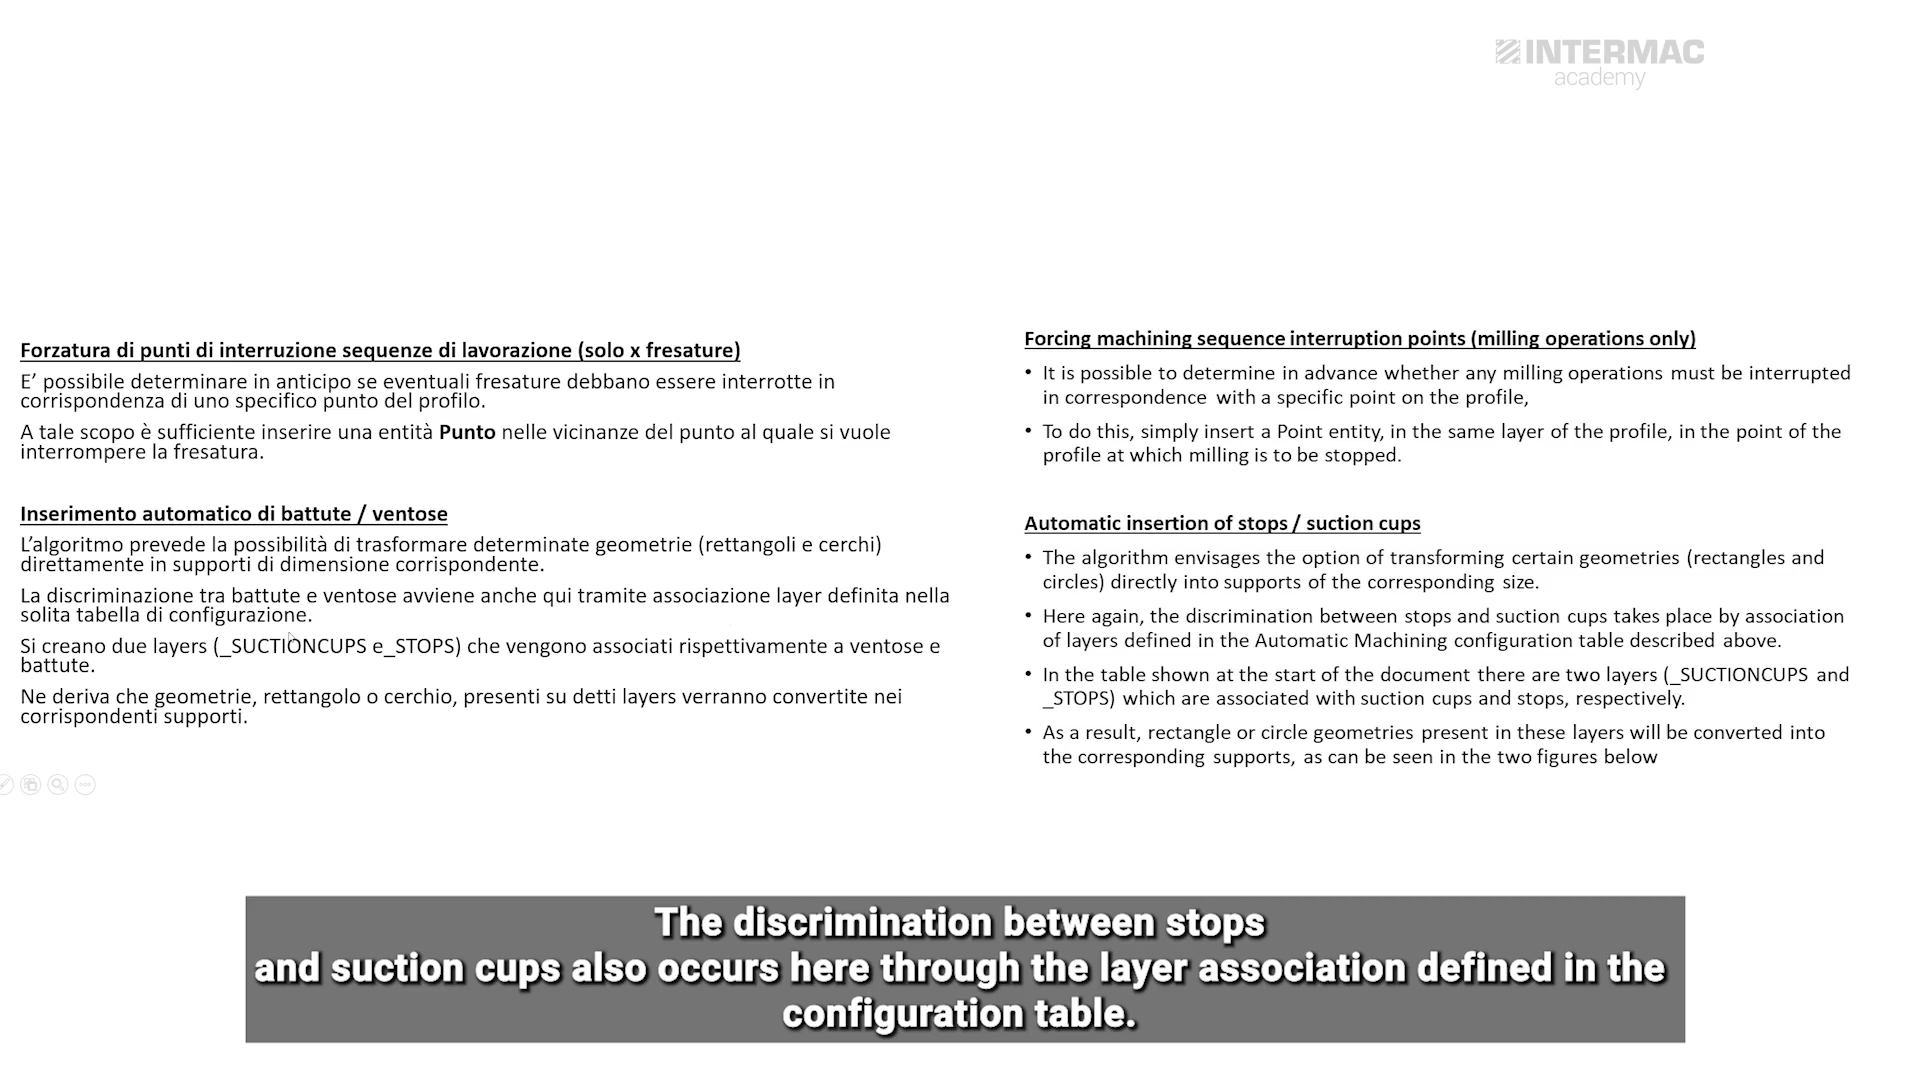 INTERMAC
academy
Forzatura di punti di interruzione sequenze di lavorazione (solo x fresature)
E’ possibile determinare in anticipo se eventuali fresature debbano essere interrotte in
corrispondenza di uno specifico punto del profilo.
A tale scopo è sufficiente inserire una entità Punto nelle vicinanze del punto al quale si vuole
interrompere la fresatura.
Inserimento automatico di battute / ventose
L’algoritmo prevede la possibilità di trasformare determinate geometrie (rettangoli e cerchi)
direttamente in supporti di dimensione corrispondente.
La discriminazione tra battute e ventose avviene anche qui tramite associazione layer definita nella
solita tabella di configurazione.
Si creano due layers (_SUCTIONCUPS e_STOPS) che vengono associati rispettivamente a ventose e
battute.
Ne deriva che geometrie, rettangolo o cerchio, presenti su detti layers verranno convertite nei
corrispondenti supporti.
Forcing machining sequence interruption points (milling operations only)
• It is possible to determine in advance whether any milling operations must be interrupted
in correspondence with a specific point on the profile,
• To do this, simply insert a Point entity, in the same layer of the profile, in the point of the
profile at which milling is to be stopped.
Automatic insertion of stops / suction cups
• The algorithm envisages the option of transforming certain geometries (rectangles and
circles) directly into supports of the corresponding size.
• Here again, the discrimination between stops and suction cups takes place by association
of layers defined in the Automatic Machining configuration table described above.
• In the table shown at the start of the document there are two layers (_SUCTIONCUPS and
_STOPS) which are associated with suction cups and stops, respectively.
• As a result, rectangle or circle geometries present in these layers will be converted into
the corresponding supports, as can be seen in the two figures below
The discrimination between stops
and suction cups also occurs here through the layer association defined in the
configuration table.